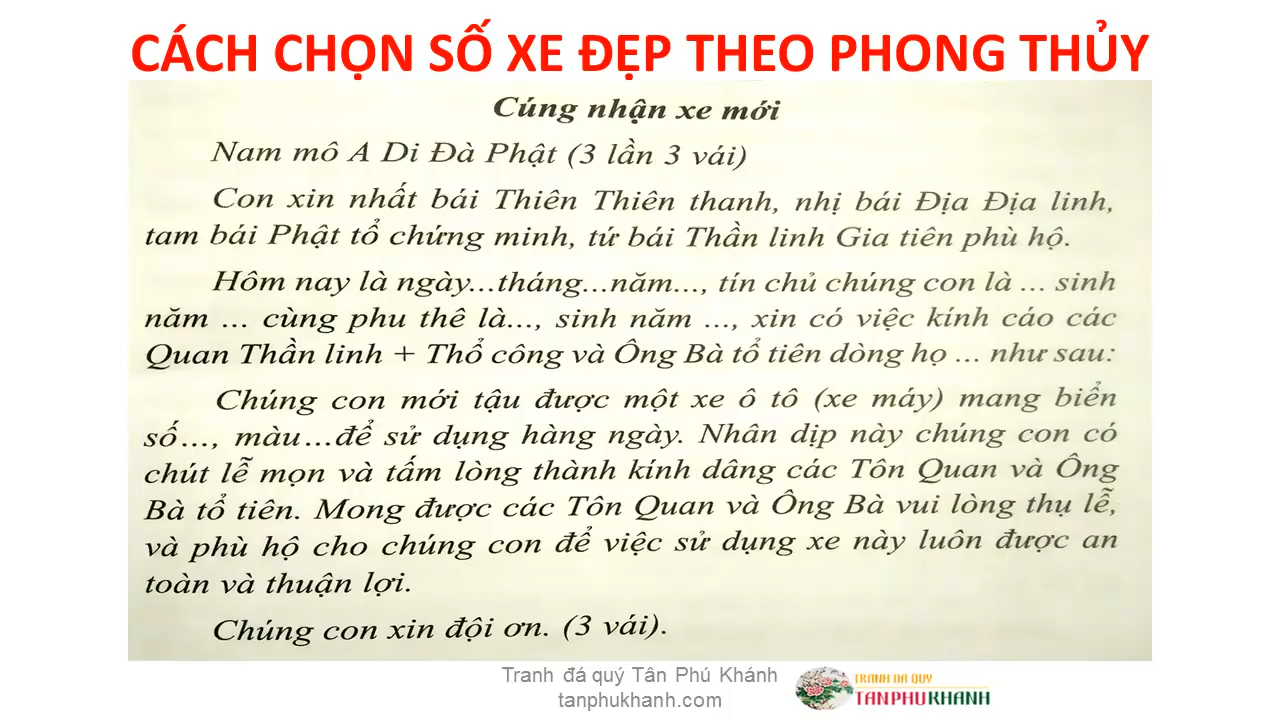 CÁCH CHỌN SỐ XE ĐẸP THEO PHONG THỦY
Cúng nhận xe mới
Nam mô A Di Đà Phật (3 lần 3 vái)
Con xin nhất bái Thiên Thiên thanh, nhị bái Địa Địa linh,
tam bái Phật tổ chứng minh, tứ bái Thần linh Gia tiên phù hộ.
Hôm nay là ngày...tháng...năm..., tín chủ chúng con là ... sinh
năm ... cùng phu thê là..., sinh năm ..., xin có việc kính cáo các
Quan Thần linh + Thổ công và Ông Bà tổ tiên dòng họ ... như sau:
Chúng con mới tậu được một xe ô tô (xe máy) mang biển
số..., màu...để sử dụng hàng ngày. Nhân dịp này chúng con có
chút lễ mọn và tấm lòng thành kính dâng các Tôn Quan và Ông
Bà tổ tiên. Mong được các Tôn Quan và Ông Bà vui lòng thụ lễ,
và phù hộ cho chúng con để việc sử dụng xe này luôn được an
toàn và thuận lợi.
Chúng con xin đội ơn. (3 vái).
Tranh đá quý Tân Phú Khánh
tanphukhanh.com
TRANH ĐÁ QUÝ
TANPHUKHANH